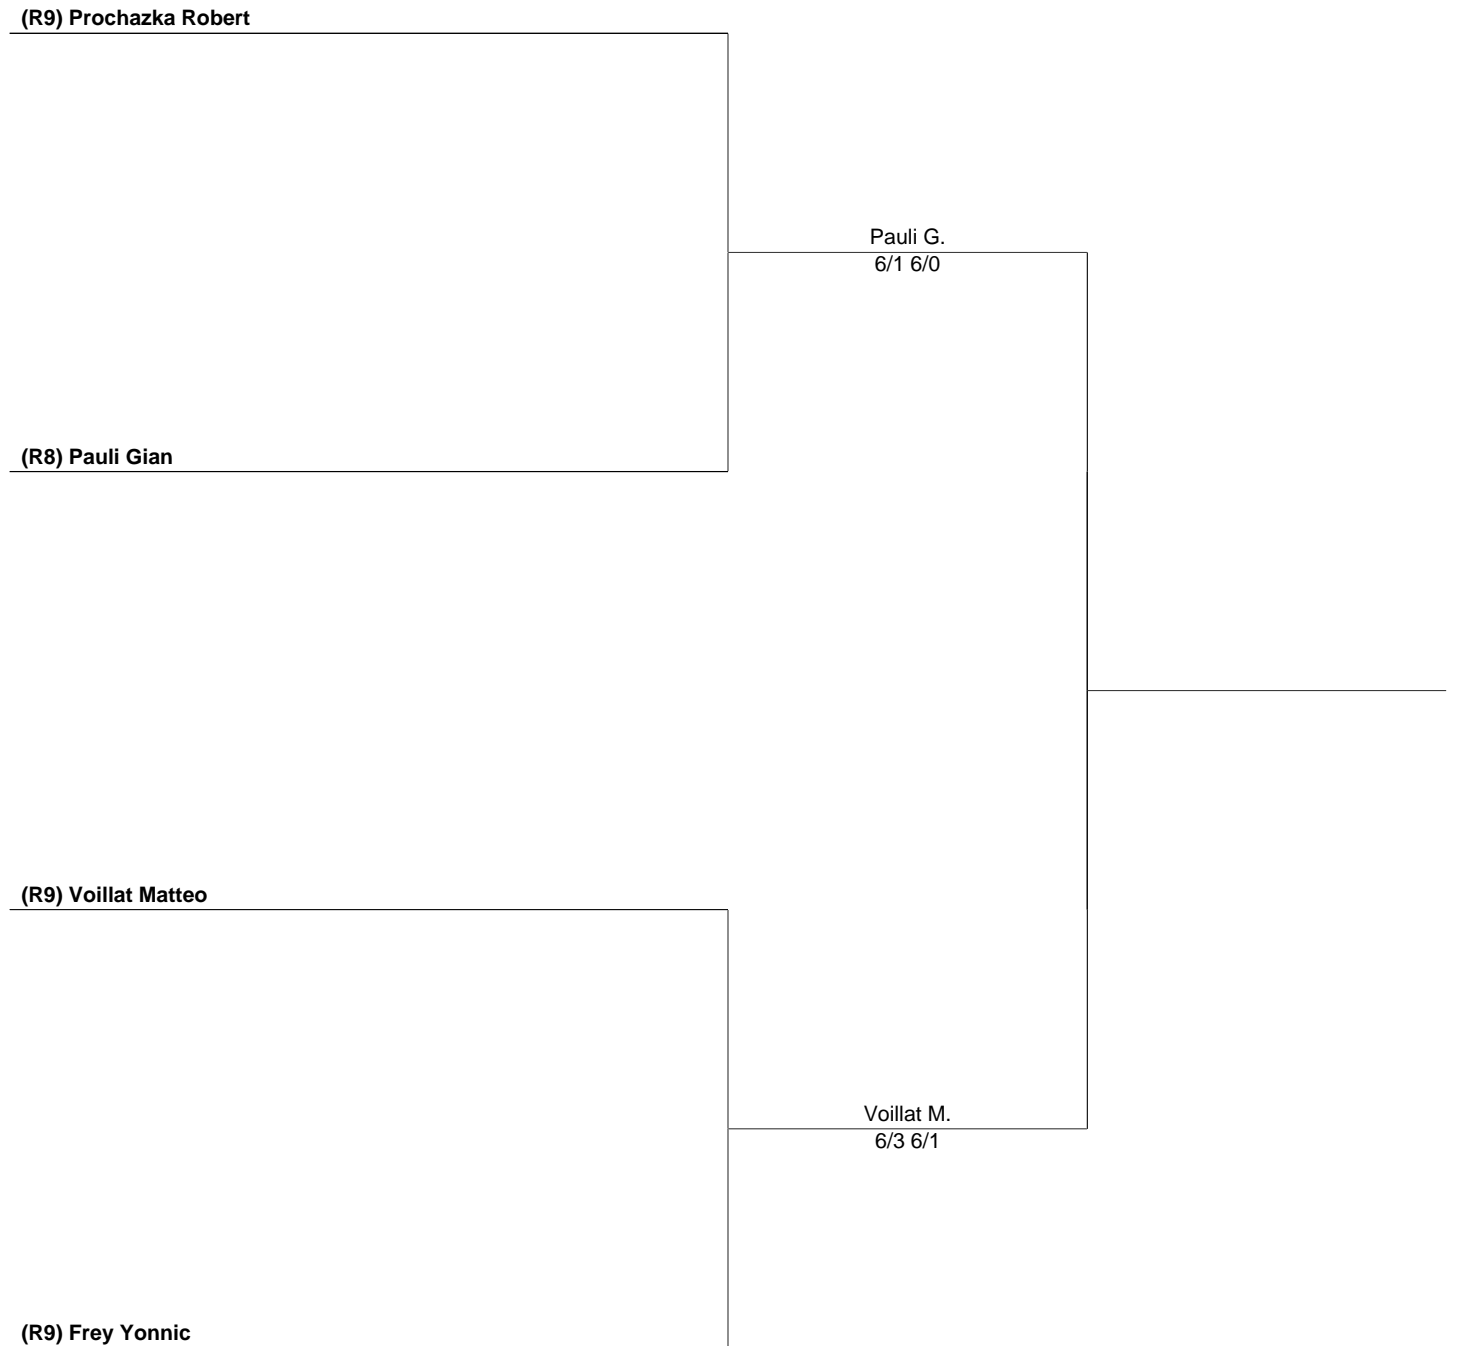 (R9) Prochazka Robert
Pauli G.
6/1 6/0
(R8) Pauli Gian
(R9) Voillat Matteo
Voillat M.
6/3 6/1
(R9) Frey Yonnic